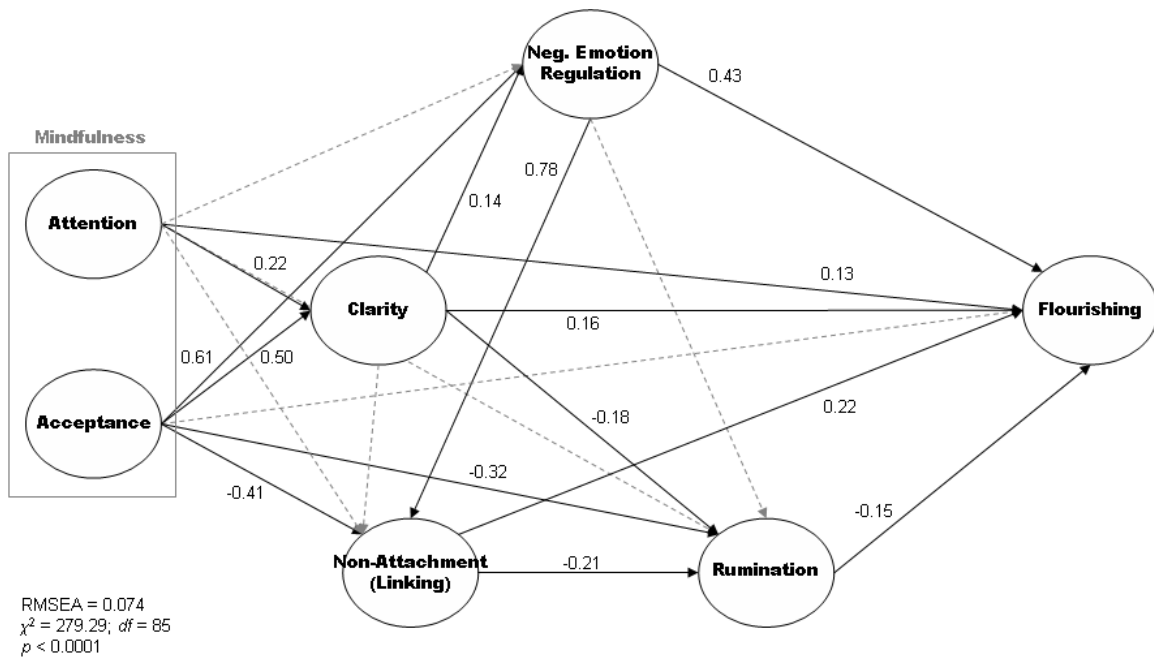 Neg. Emotion
Regulation
0.43
Mindfulness
0.78
0.14
Attention
0.22
0.13
Clarity
Flourishing
0.16
0.61
0.50
Acceptance
0.22
-0.18
-0.32
-0.41
-0.15
Non-Attachment
(Linking)
-0.21
Rumination
RMSEA = 0.074
χ² = 279.29; df = 85
p < 0.0001